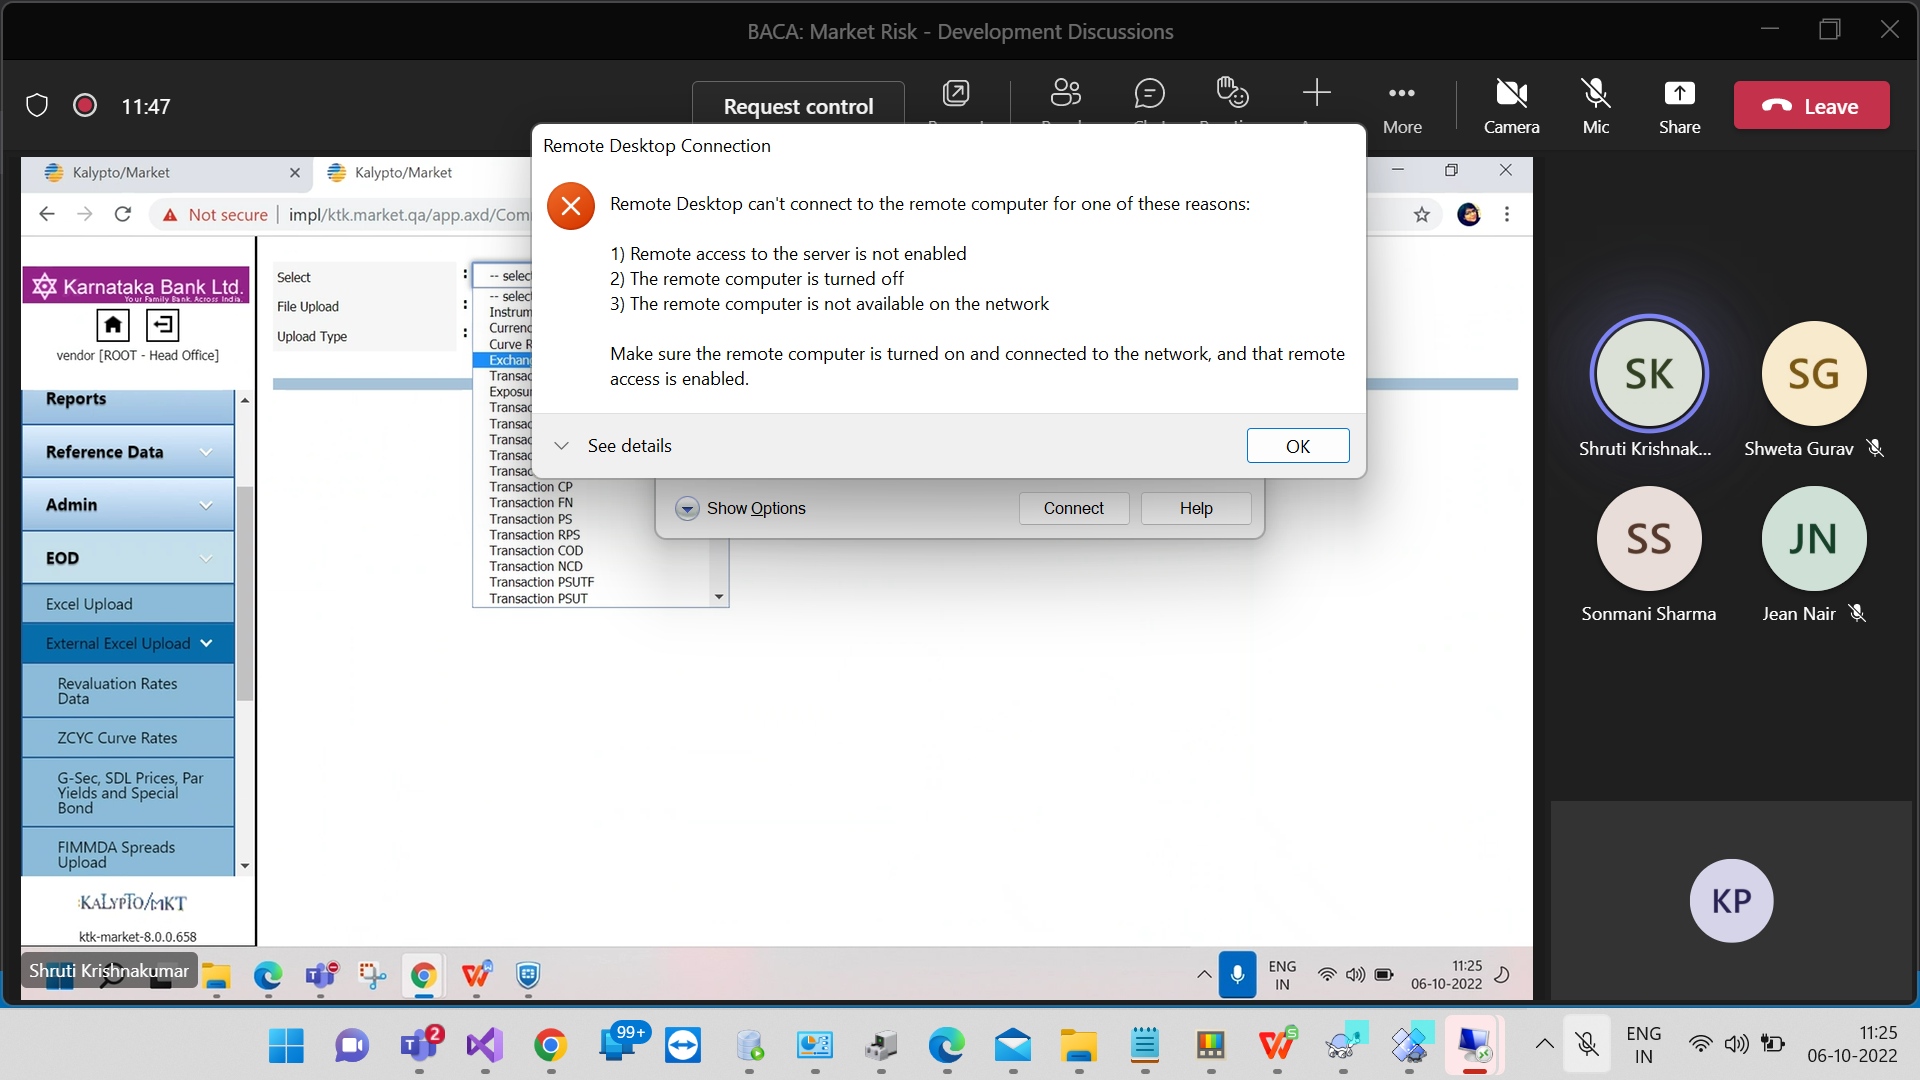 BACA: Market Risk - Development Discussions
11:47
Request control
More
Camera
Mic
Share
Leave
Remote Desktop Connection
Remote Desktop can't connect to the remote computer for one of these reasons:
1) Remote access to the server is not enabled
2) The remote computer is turned off
3) The remote computer is not available on the network
Make sure the remote computer is turned on and connected to the network, and that remote
access is enabled.
See details
OK
Show Options
Connect
Help
Kalypto/Market
Kalypto/Market
Not secure
impl/ktk.market.qa/app.axd/Com
Karnataka Bank Ltd.
Your Family Bank. Across India.
vendor [ROOT - Head Office]
Reports
Reference Data
Admin
EOD
Excel Upload
External Excel Upload
Revaluation Rates
Data
ZCYC Curve Rates
G-Sec, SDL Prices, Par
Yields and Special
Bond
FIMMDA Spreads
Upload
KALYPTO/MKT
ktk-market-8.0.0.658
Select :
File Upload :
Upload Type :
-- selec
-- selec
Instrum
Currenc
Curve R
Exchan
Transac
Exposu
Transac
Transac
Transac
Transac
Transac
Transaction CP
Transaction FN
Transaction PS
Transaction RPS
Transaction COD
Transaction NCD
Transaction PSUTF
Transaction PSUT
SK
Shruti Krishnak...
SG
Shweta Gurav
SS
Sonmani Sharma
JN
Jean Nair
KP
Shruti Krishnakumar
ENG
IN
11:25
06-10-2022
2
99+
ENG
IN
11:25
06-10-2022